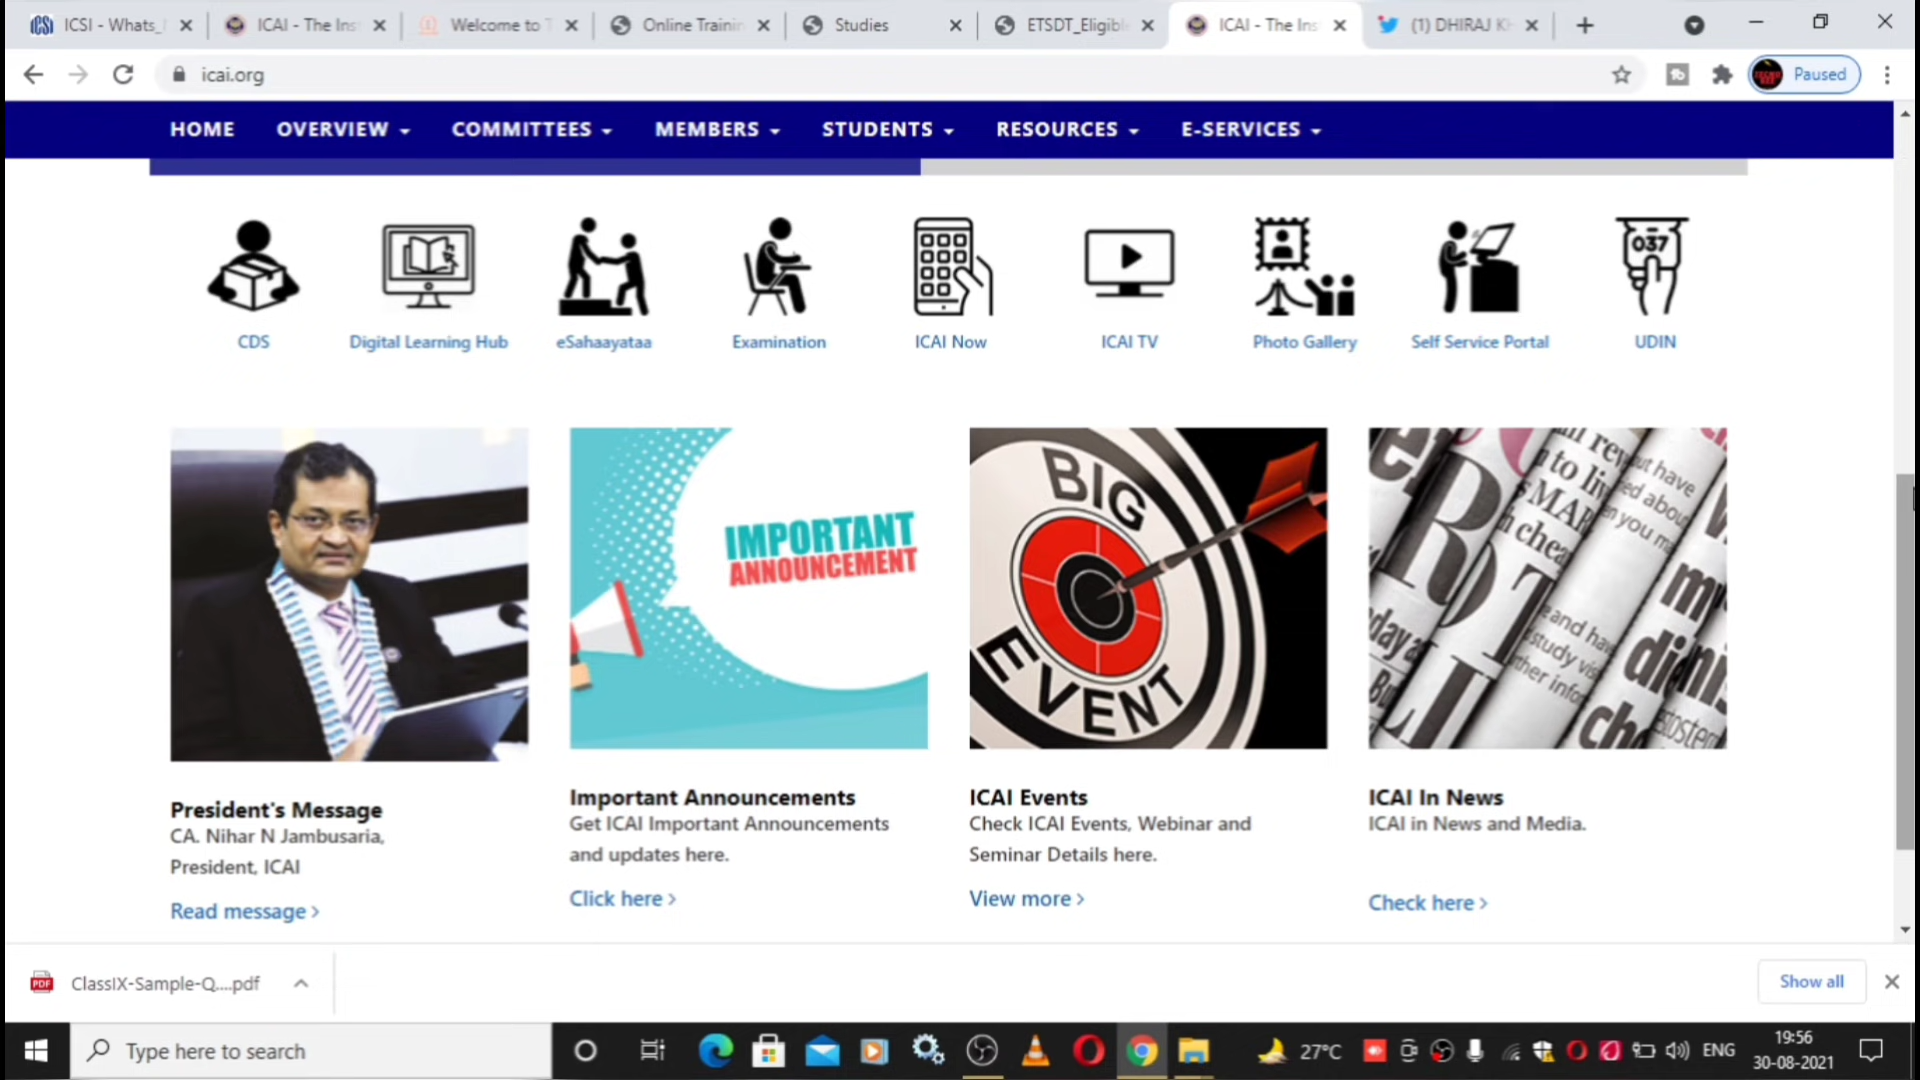 ICSI - Whats_
ICAI - The Ins
Welcome to T
Online Trainin
Studies
ETSDT_Eligibl
ICAI - The Ins
(1) DHIRAJ KH
icai.org
Paused
HOME
OVERVIEW
COMMITTEES
MEMBERS
STUDENTS
RESOURCES
E-SERVICES
037
CDS
Digital Learning Hub
eSahaayataa
Examination
ICAI Now
ICAI TV
Photo Gallery
Self Service Portal
UDIN
IMPORTANT
ANNOUNCEMENT
BIG
EVENT
President's Message
CA. Nihar N Jambusaria,
President, ICAI
Read message >
Important Announcements
Get ICAI Important Announcements
and updates here.
Click here >
ICAI Events
Check ICAI Events, Webinar and
Seminar Details here.
View more >
ICAI In News
ICAI in News and Media.
Check here >
ClassIX-Sample-Q....pdf
Show all
Type here to search
27°C
ENG
19:56
30-08-2021